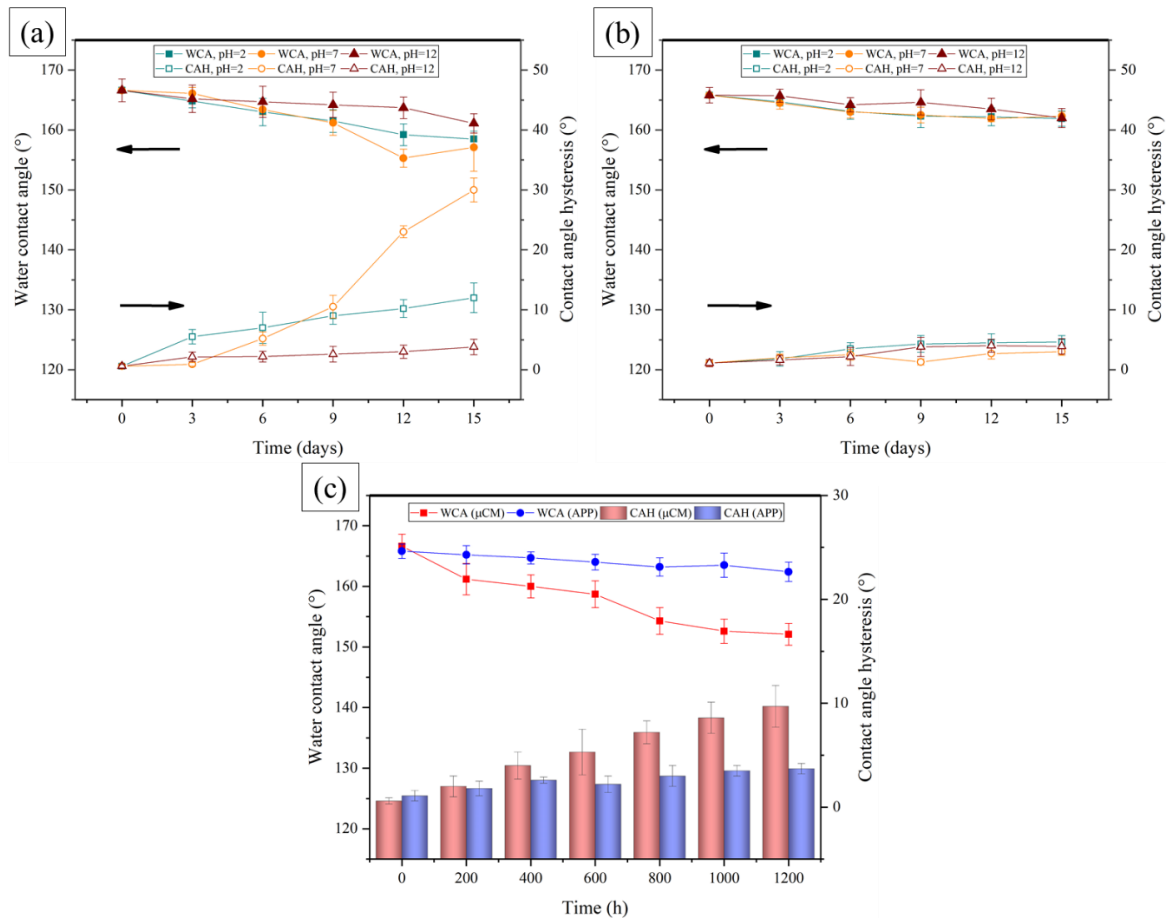 (a)
WCA, pH=2 WCA, pH=7 WCA, pH=12
CAH, pH=2 CAH, pH=7 CAH, pH=12
Water contact angle (°)
170
160
150
140
130
120
50
40
30
20
10
0
Contact angle hysteresis (°)
0 3 6 9 12 15
Time (days)
(b)
WCA, pH=2 WCA, pH=7 WCA, pH=12
CAH, pH=2 CAH, pH=7 CAH, pH=12
Water contact angle (°)
170
160
150
140
130
120
50
40
30
20
10
0
Contact angle hysteresis (°)
0 3 6 9 12 15
Time (days)
(c)
WCA (μCM) WCA (APP) CAH (μCM) CAH (APP)
Water contact angle (°)
170
160
150
140
130
120
30
20
10
0
Contact angle hysteresis (°)
0 200 400 600 800 1000 1200
Time (h)